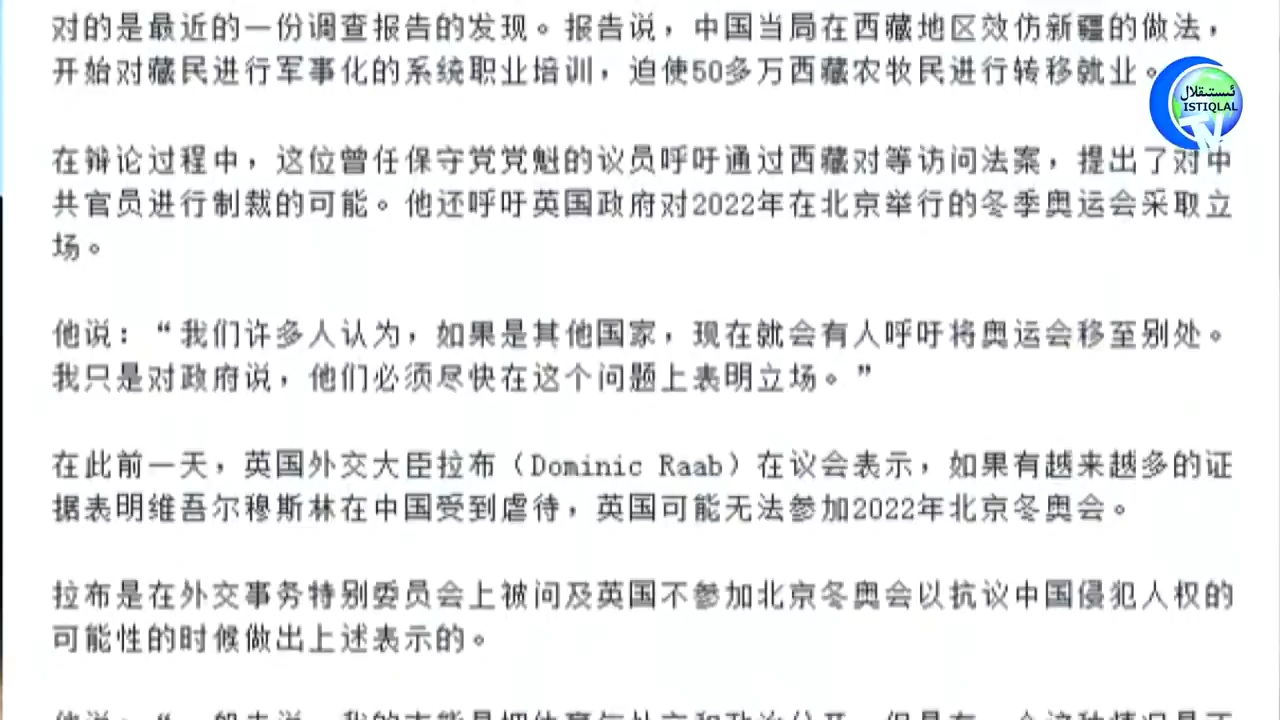 对的是最近的一份调查报告的发现。报告说，中国当局在西藏地区效仿新疆的做法，
开始对藏民进行军事化的系统职业培训，迫使50多万西藏农牧民进行转移就业。
ئىستىقلال
ISTIQLAL
TV
在辩论过程中，这位曾任保守党党魁的议员呼吁通过西藏对等访问法案，提出了对中
共官员进行制裁的可能。他还呼吁英国政府对2022年在北京举行的冬季奥运会采取立
场。
他说：“我们许多人认为，如果是其他国家，现在就会有人呼吁将奥运会移至别处。
我只是对政府说，他们必须尽快在这个问题上表明立场。”
在此前一天，英国外交大臣拉布（Dominic Raab）在议会表示，如果有越来越多的证
据表明维吾尔穆斯林在中国受到虐待，英国可能无法参加2022年北京冬奥会。
拉布是在外交事务特别委员会上被问及英国不参加北京冬奥会以抗议中国侵犯人权的
可能性的时候做出上述表示的。